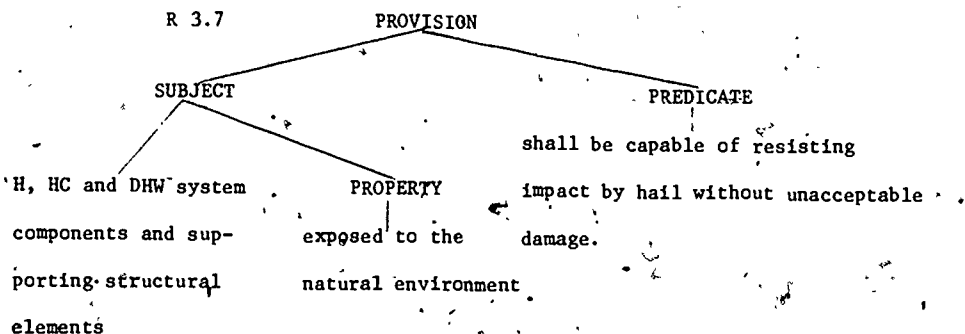 R 3.7
PROVISION
SUBJECT
PREDICATE
H, HC and DHW system
components and sup-
porting structural
elements
PROPERTY
exposed to the
natural environment
shall be capable of resisting
impact by hail without unacceptable
damage.